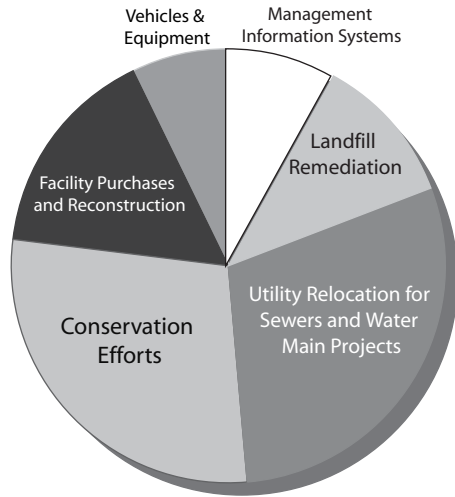 Vehicles &
Equipment
Management
Information Systems
Landfill
Remediation
Facility Purchases
and Reconstruction
Utility Relocation for
Sewers and Water
Main Projects
Conservation
Efforts